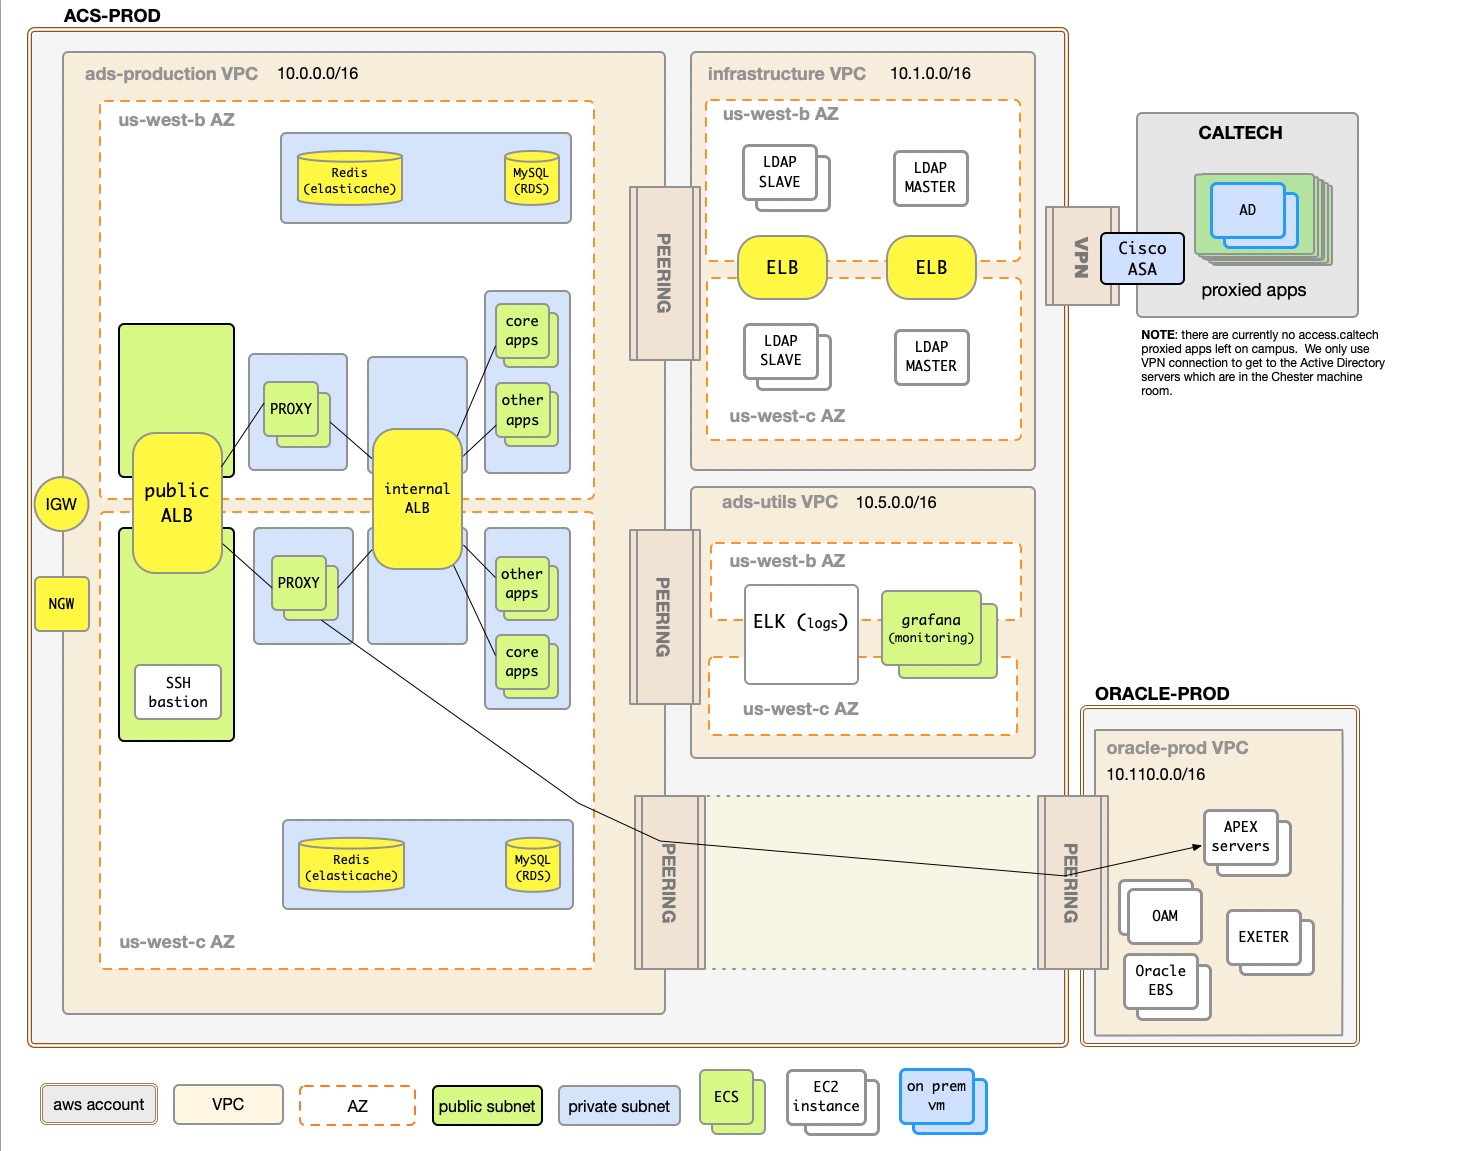 ACS-PROD
ads-production VPC 10.0.0.0/16
us-west-b AZ
Redis
(elasticache)
MySQL
(RDS)
core
apps
other
apps
PROXY
public
ALB
internal
ALB
IGW
NGW
PROXY
other
apps
core
apps
SSH
bastion
Redis
(elasticache)
MySQL
(RDS)
us-west-c AZ
PEERING
PEERING
PEERING
infrastructure VPC 10.1.0.0/16
us-west-b AZ
LDAP
SLAVE
LDAP
MASTER
ELB
ELB
LDAP
SLAVE
LDAP
MASTER
us-west-c AZ
ads-utils VPC 10.5.0.0/16
us-west-b AZ
ELK (logs)
grafana
(monitoring)
us-west-c AZ
VPN
Cisco
ASA
CALTECH
AD
proxied apps
NOTE: there are currently no access.caltech
proxied apps left on campus. We only use
VPN connection to get to the Active Directory
servers which are in the Chester machine
room.
ORACLE-PROD
oracle-prod VPC
10.110.0.0/16
PEERING
APEX
servers
OAM
EXETER
Oracle
EBS
aws account
VPC
AZ
public subnet
private subnet
ECS
EC2
instance
on prem
vm